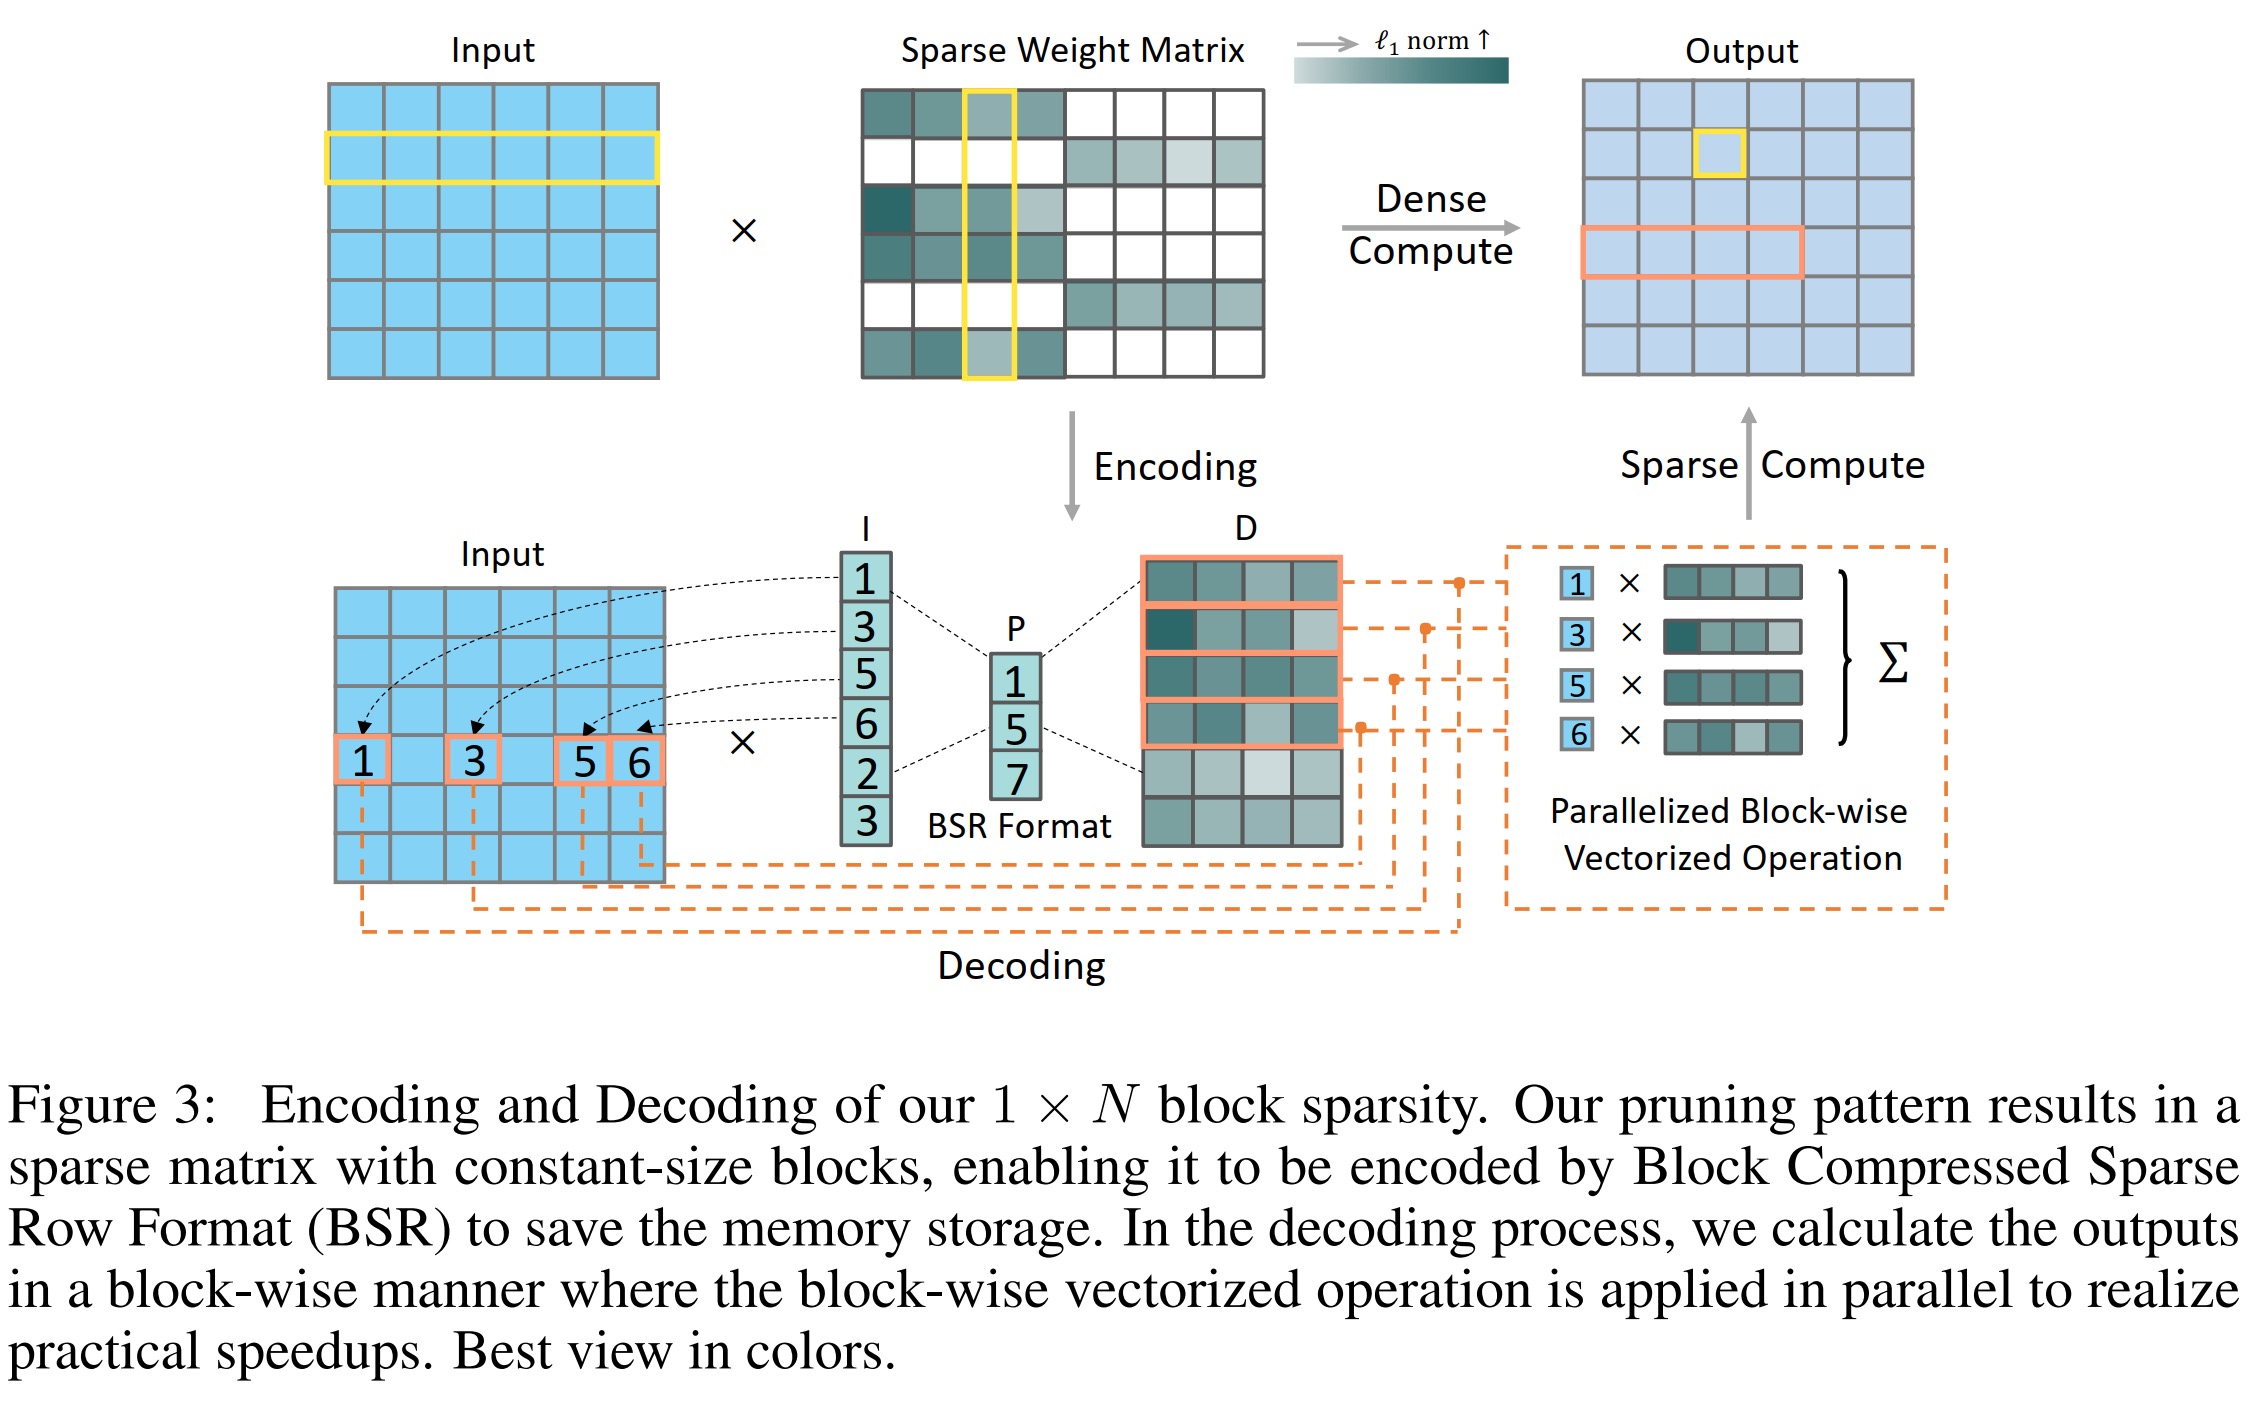 Input
Sparse Weight Matrix
ℓ₁ norm ↑
Output
×
Dense
Compute
Encoding
Sparse Compute
Input
I
D
1
3
5
6
2
3
P
1
5
7
BSR Format
1 3 5 6
×
1 ×
3 ×
5 ×
6 ×
∑
Parallelized Block-wise
Vectorized Operation
Decoding
Figure 3: Encoding and Decoding of our 1 × N block sparsity. Our pruning pattern results in a
sparse matrix with constant-size blocks, enabling it to be encoded by Block Compressed Sparse
Row Format (BSR) to save the memory storage. In the decoding process, we calculate the outputs
in a block-wise manner where the block-wise vectorized operation is applied in parallel to realize
practical speedups. Best view in colors.